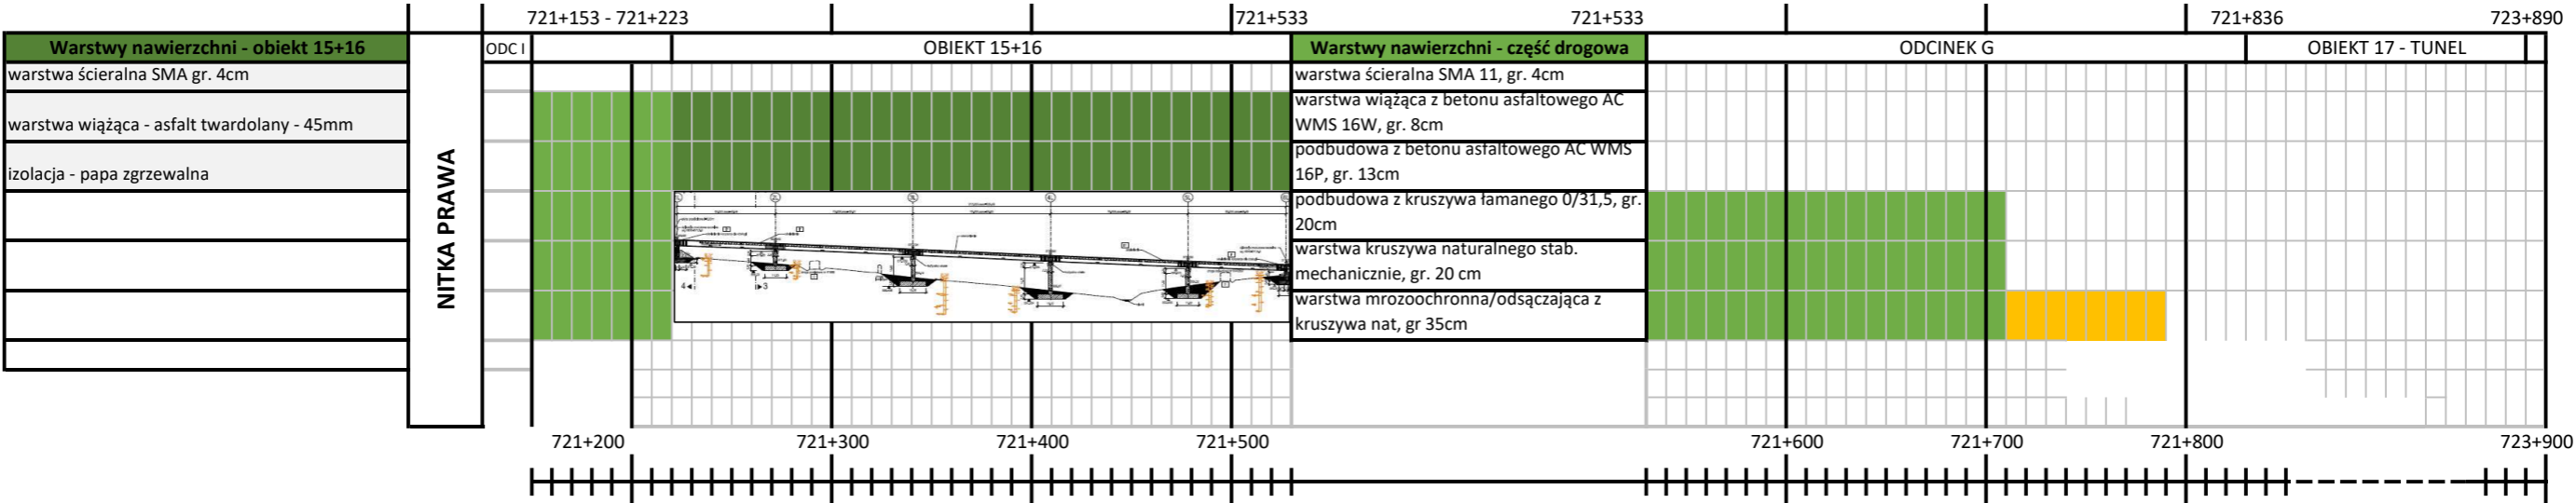 721+153 - 721+223
721+533
721+533
721+836
723+890
Warstwy nawierzchni - obiekt 15+16
ODC I
OBIEKT 15+16
Warstwy nawierzchni - część drogowa
ODCINEK G
OBIEKT 17 - TUNEL
warstwa ścieralna SMA gr. 4cm
warstwa wiążąca - asfalt twardolany - 45mm
izolacja - papa zgrzewalna
NITKA PRAWA
warstwa ścieralna SMA 11, gr. 4cm
warstwa wiążąca z betonu asfaltowego AC
WMS 16W, gr. 8cm
podbudowa z betonu asfaltowego AC WMS
16P, gr. 13cm
podbudowa z kruszywa łamanego 0/31,5, gr.
20cm
warstwa kruszywa naturalnego stab.
mechanicznie, gr. 20 cm
warstwa mrozoochronna/odsączająca z
kruszywa nat, gr 35cm
4
3
721+200
721+300
721+400
721+500
721+600
721+700
721+800
723+900